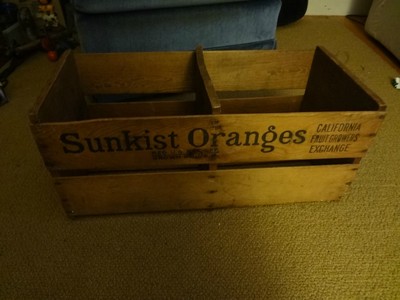 Sunkist Oranges
CALIFORNIA
FRUIT GROWERS
EXCHANGE